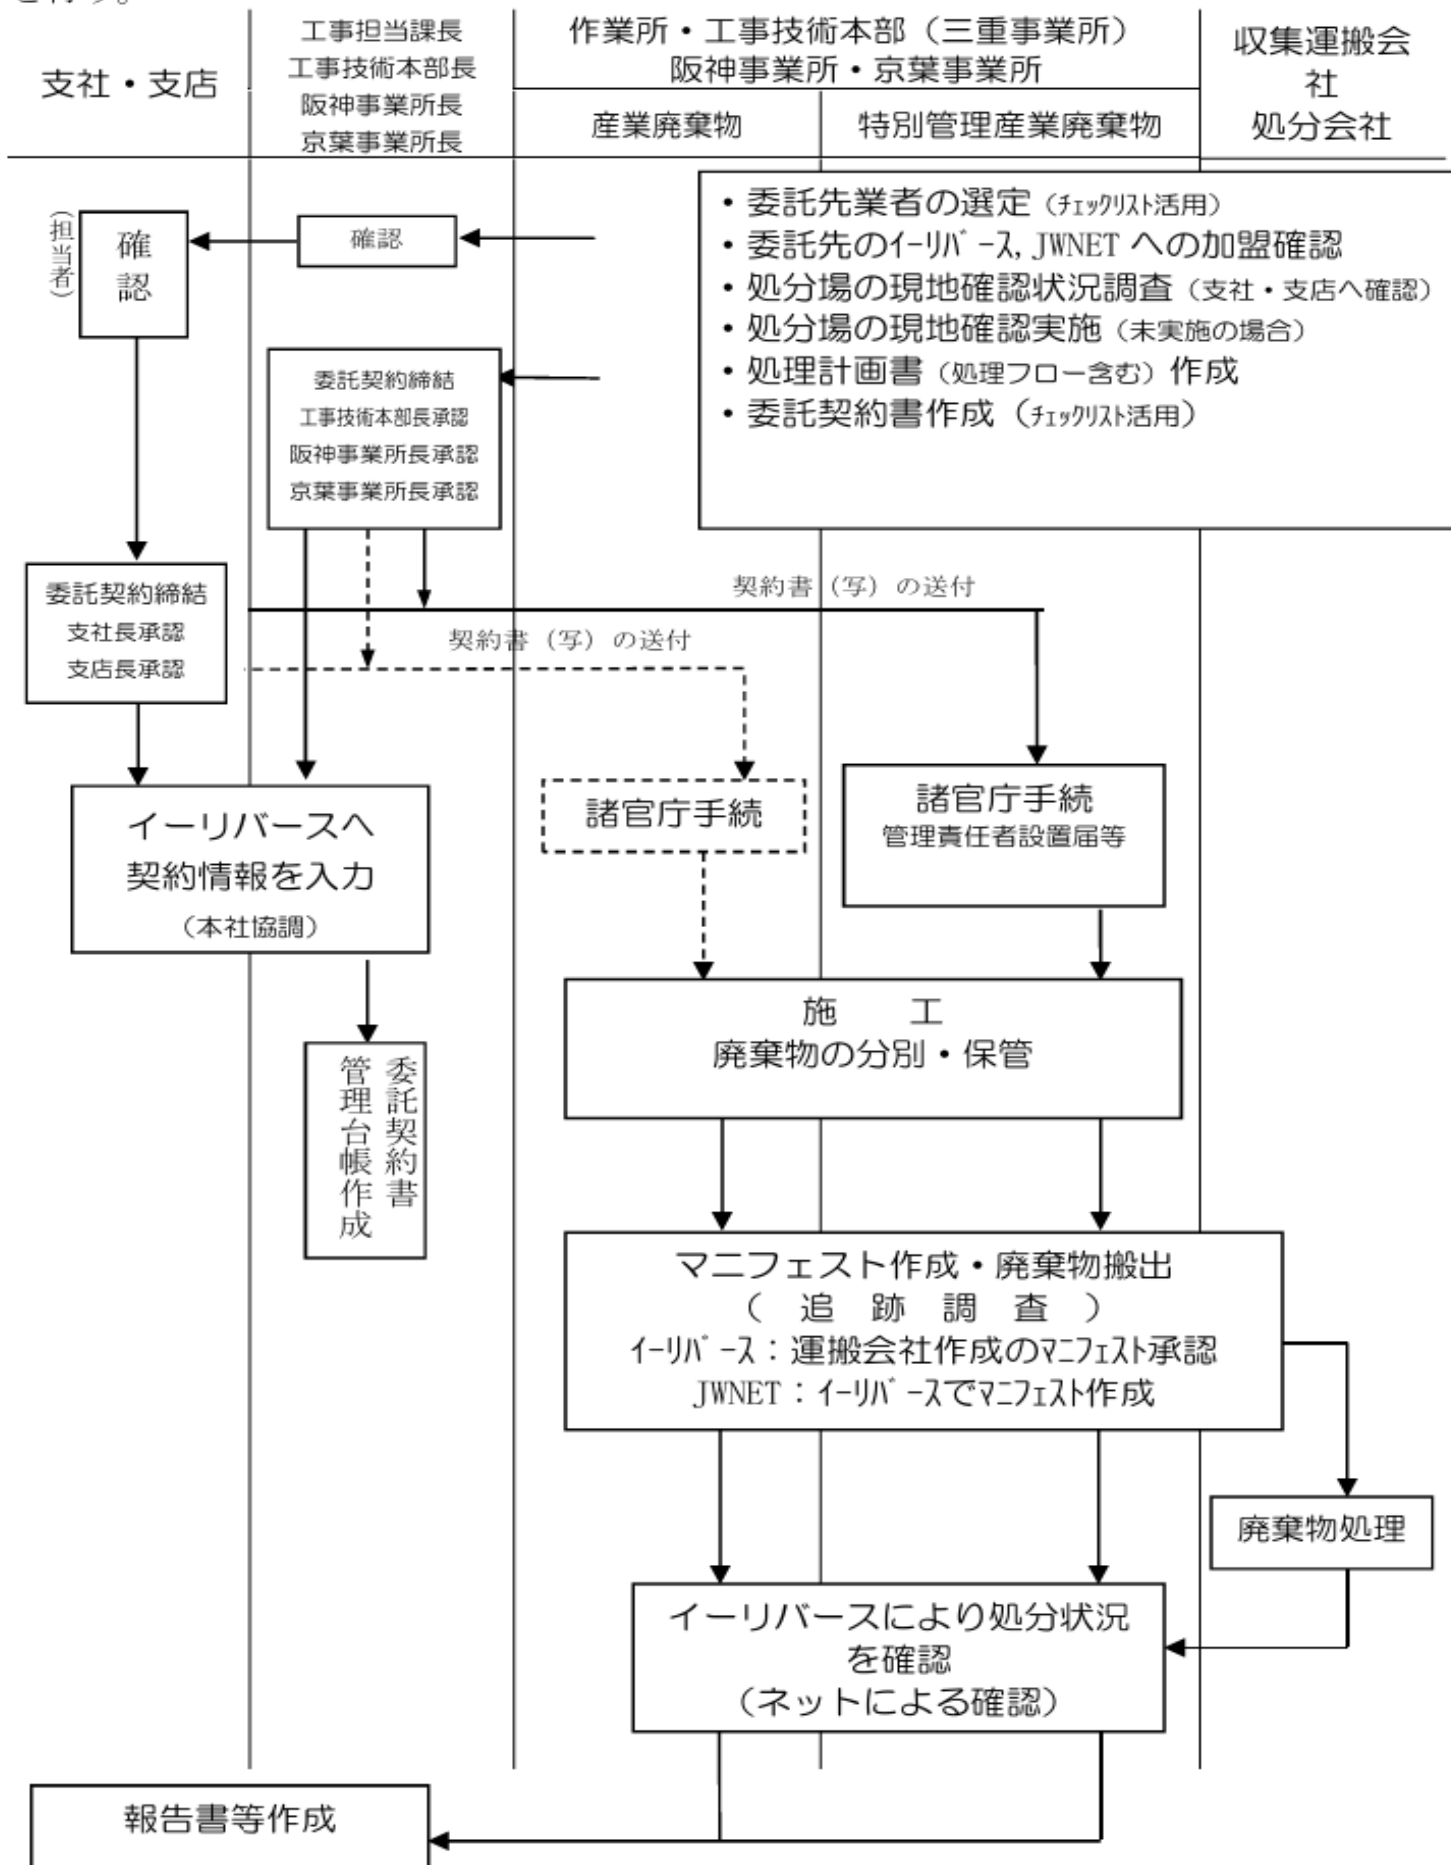 を行う。
支社・支店
工事担当課長
工事技術本部長
阪神事業所長
京葉事業所長
作業所・工事技術本部（三重事業所）
阪神事業所・京葉事業所
産業廃棄物
特別管理産業廃棄物
収集運搬会
社
処分会社
・委託先業者の選定（ﾁｪｯｸﾘｽﾄ活用）
・委託先のｲｰﾘﾊﾞｰｽ, JWNET への加盟確認
・処分場の現地確認状況調査（支社・支店へ確認）
・処分場の現地確認実施（未実施の場合）
・処理計画書（処理フロー含む）作成
・委託契約書作成（ﾁｪｯｸﾘｽﾄ活用）
確認
確認
（担当者）
委託契約締結
工事技術本部長承認
阪神事業所長承認
京葉事業所長承認
委託契約締結
支社長承認
支店長承認
契約書（写）の送付
契約書（写）の送付
イーリバースへ
契約情報を入力
（本社協調）
諸官庁手続
諸官庁手続
管理責任者設置届等
委託契約書
管理台帳作成
施　工
廃棄物の分別・保管
マニフェスト作成・廃棄物搬出
（　追　跡　調　査　）
ｲｰﾘﾊﾞｰｽ：運搬会社作成のﾏﾆﾌｪｽﾄ承認
JWNET：ｲｰﾘﾊﾞｰｽでﾏﾆﾌｪｽﾄ作成
廃棄物処理
イーリバースにより処分状況
を確認
（ネットによる確認）
報告書等作成